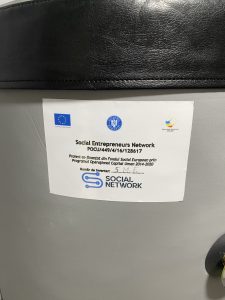 Social Entrepreneurs Network
POCU/449/4/16/128617
Proiect co-finanțat din Fondul Social European prin
Programul Operațional Capital Uman 2014-2020
Număr de inventar:
SOCIAL
NETWORK